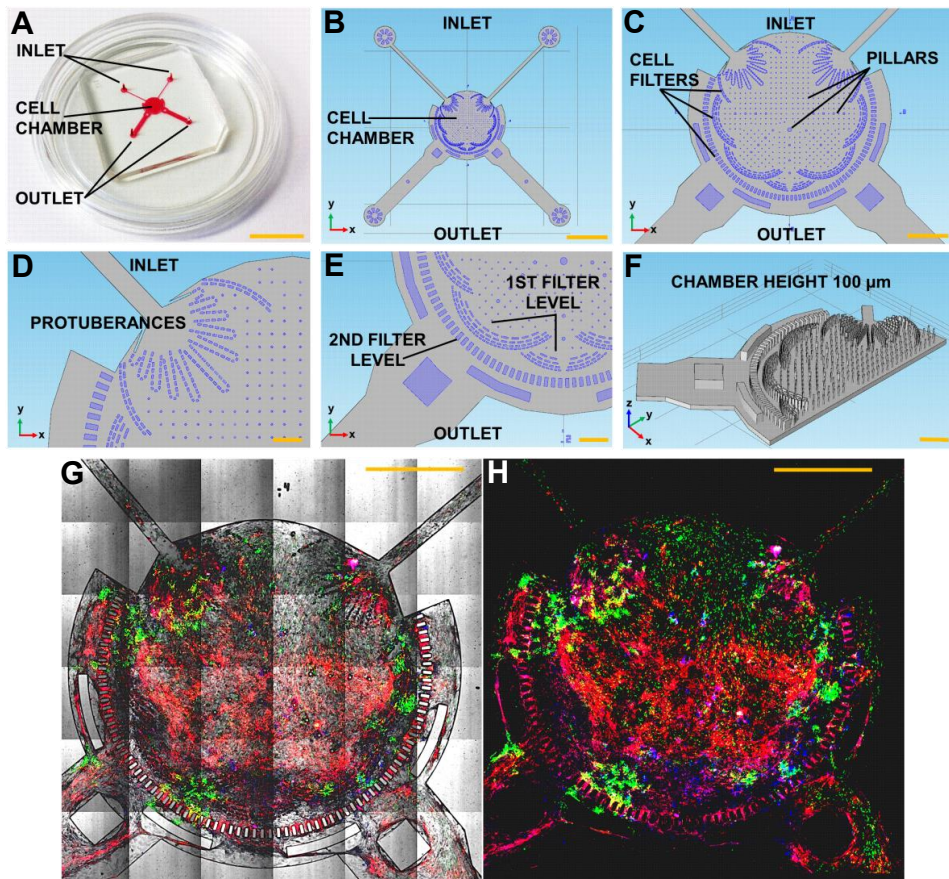 A
INLET
CELL
CHAMBER
OUTLET
B
INLET
CELL
CHAMBER
OUTLET
y
x
C
INLET
CELL
FILTERS
PILLARS
OUTLET
y
x
D
INLET
PROTUBERANCES
y
x
E
1ST FILTER
LEVEL
2ND FILTER
LEVEL
OUTLET
y
x
F
CHAMBER HEIGHT 100 µm
z
y
x
G
H